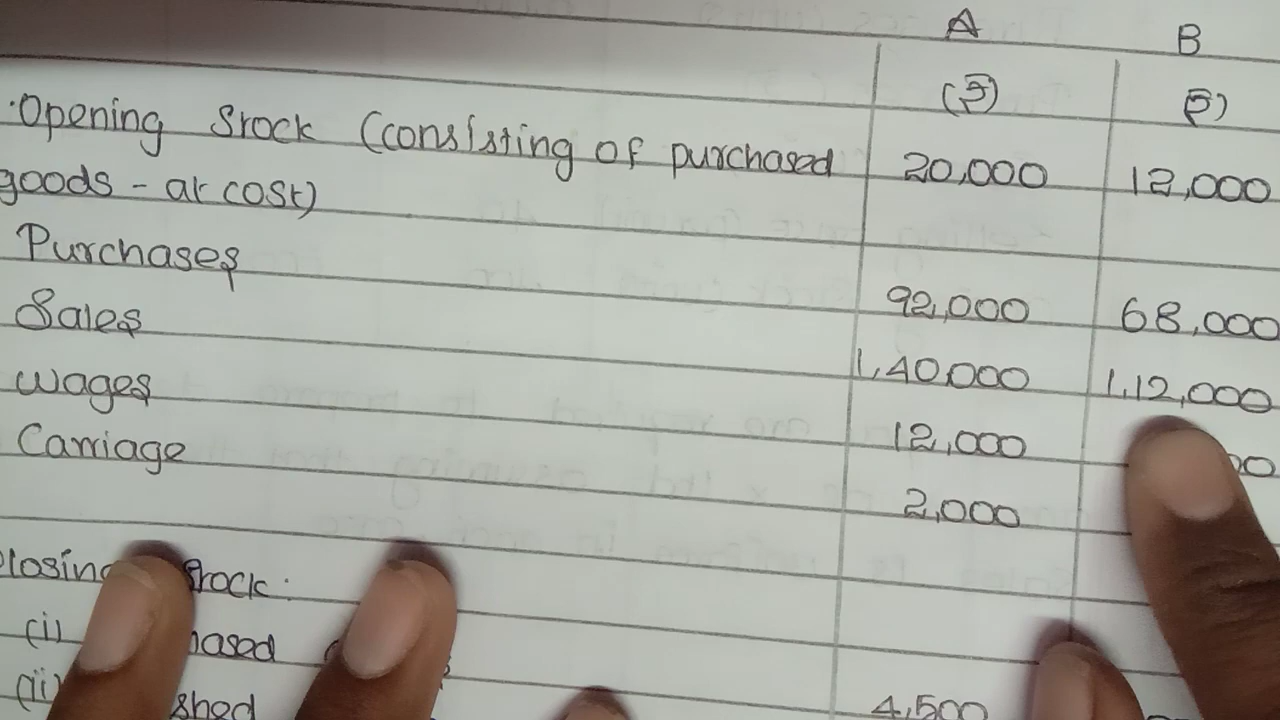 A B
(₹) (₹)
Opening Stock (consisting of purchased 20,000 12,000
goods - at cost)
Purchases 92,000 68,000
Sales 1,40,000 1,12,000
Wages 12,000
Carriage 2,000
Stock:
(i)
(ii) 4,500